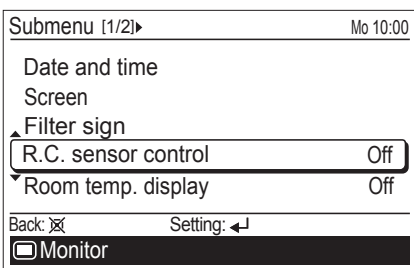 Submenu [1/2]▸ Mo 10:00
Date and time
Screen
Filter sign
R.C. sensor control Off
Room temp. display Off
Back: Setting:
Monitor